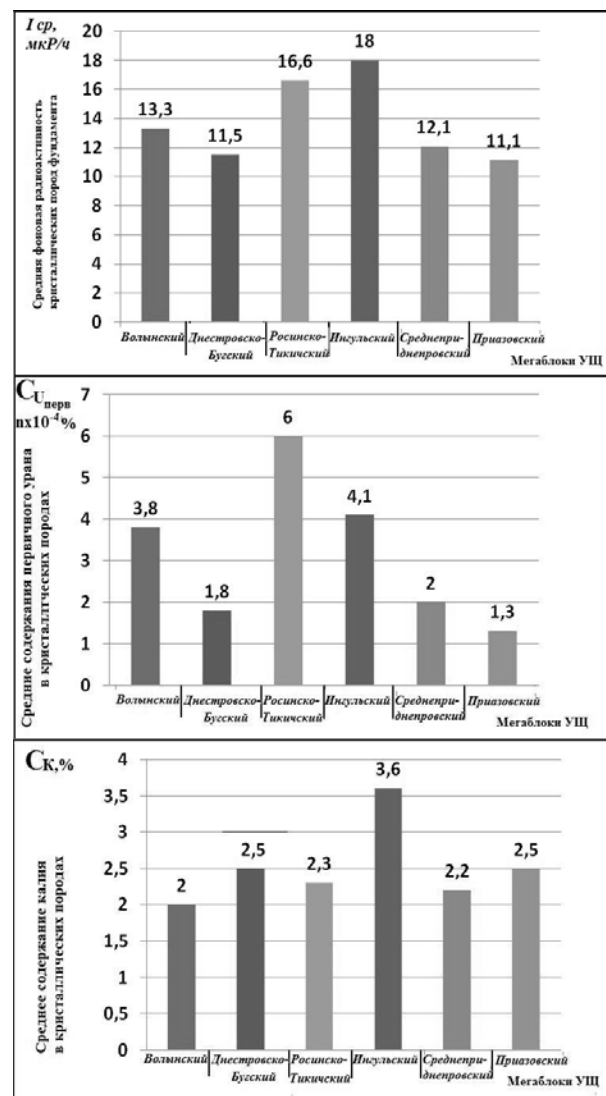 I ср,
мкР/ч
Средняя фоновая радиоактивность
кристаллических пород фундамента
20
18
16
14
12
10
8
6
4
2
0
13,3
11,5
16,6
18
12,1
11,1
Волынский
Днестровско-
Бугский
Росинско-
Тикичский
Ингульский
Среднепри-
днепровский
Приазовский
Мегаблоки УЩ
C U перв
nx10⁻⁴%
Средние содержания первичного урана
в кристаллтческих породах
7
6
5
4
3
2
1
0
3,8
1,8
6
4,1
2
1,3
Волынский
Днестровско-
Бугский
Росинско-
Тикичский
Ингульский
Среднепри-
днепровский
Приазовский
Мегаблоки УЩ
CК,%
Среднее содержание калия
в кристаллических породах
4
3,5
3
2,5
2
1,5
1
0,5
0
2
2,5
2,3
3,6
2,2
2,5
Волынский
Днестровско-
Бугский
Росинско-
Тикичский
Ингульский
Среднепри-
днепровский
Приазовский
Мегаблоки УЩ